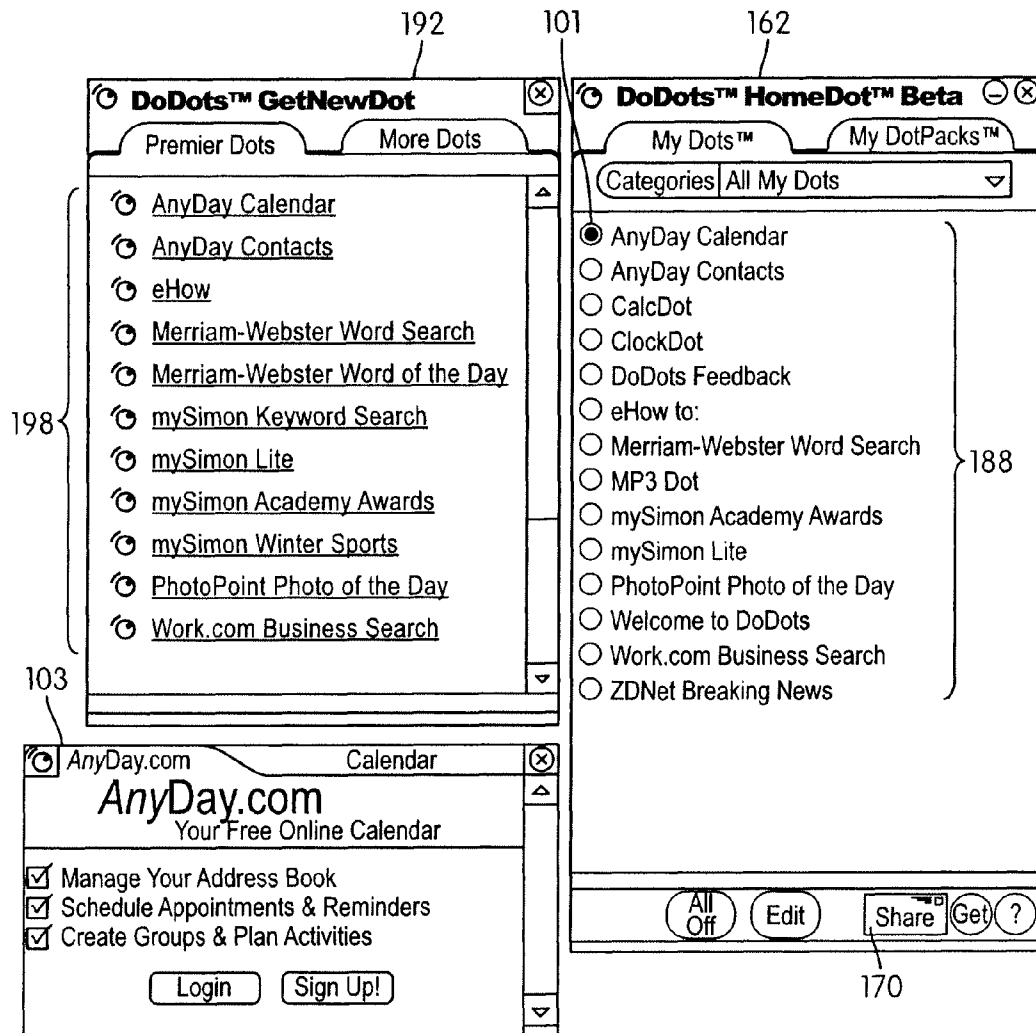 192
101
162
DoDots™ GetNewDot
Premier Dots
More Dots
AnyDay Calendar
AnyDay Contacts
eHow
Merriam-Webster Word Search
Merriam-Webster Word of the Day
mySimon Keyword Search
mySimon Lite
mySimon Academy Awards
mySimon Winter Sports
PhotoPoint Photo of the Day
Work.com Business Search
198
DoDots™ HomeDot™ Beta
My Dots™
My DotPacks™
Categories All My Dots
AnyDay Calendar
AnyDay Contacts
CalcDot
ClockDot
DoDots Feedback
eHow to:
Merriam-Webster Word Search
MP3 Dot
mySimon Academy Awards
mySimon Lite
PhotoPoint Photo of the Day
Welcome to DoDots
Work.com Business Search
ZDNet Breaking News
188
All Off
Edit
Share
Get
?
170
103
AnyDay.com
Calendar
AnyDay.com
Your Free Online Calendar
Manage Your Address Book
Schedule Appointments & Reminders
Create Groups & Plan Activities
Login
Sign Up!